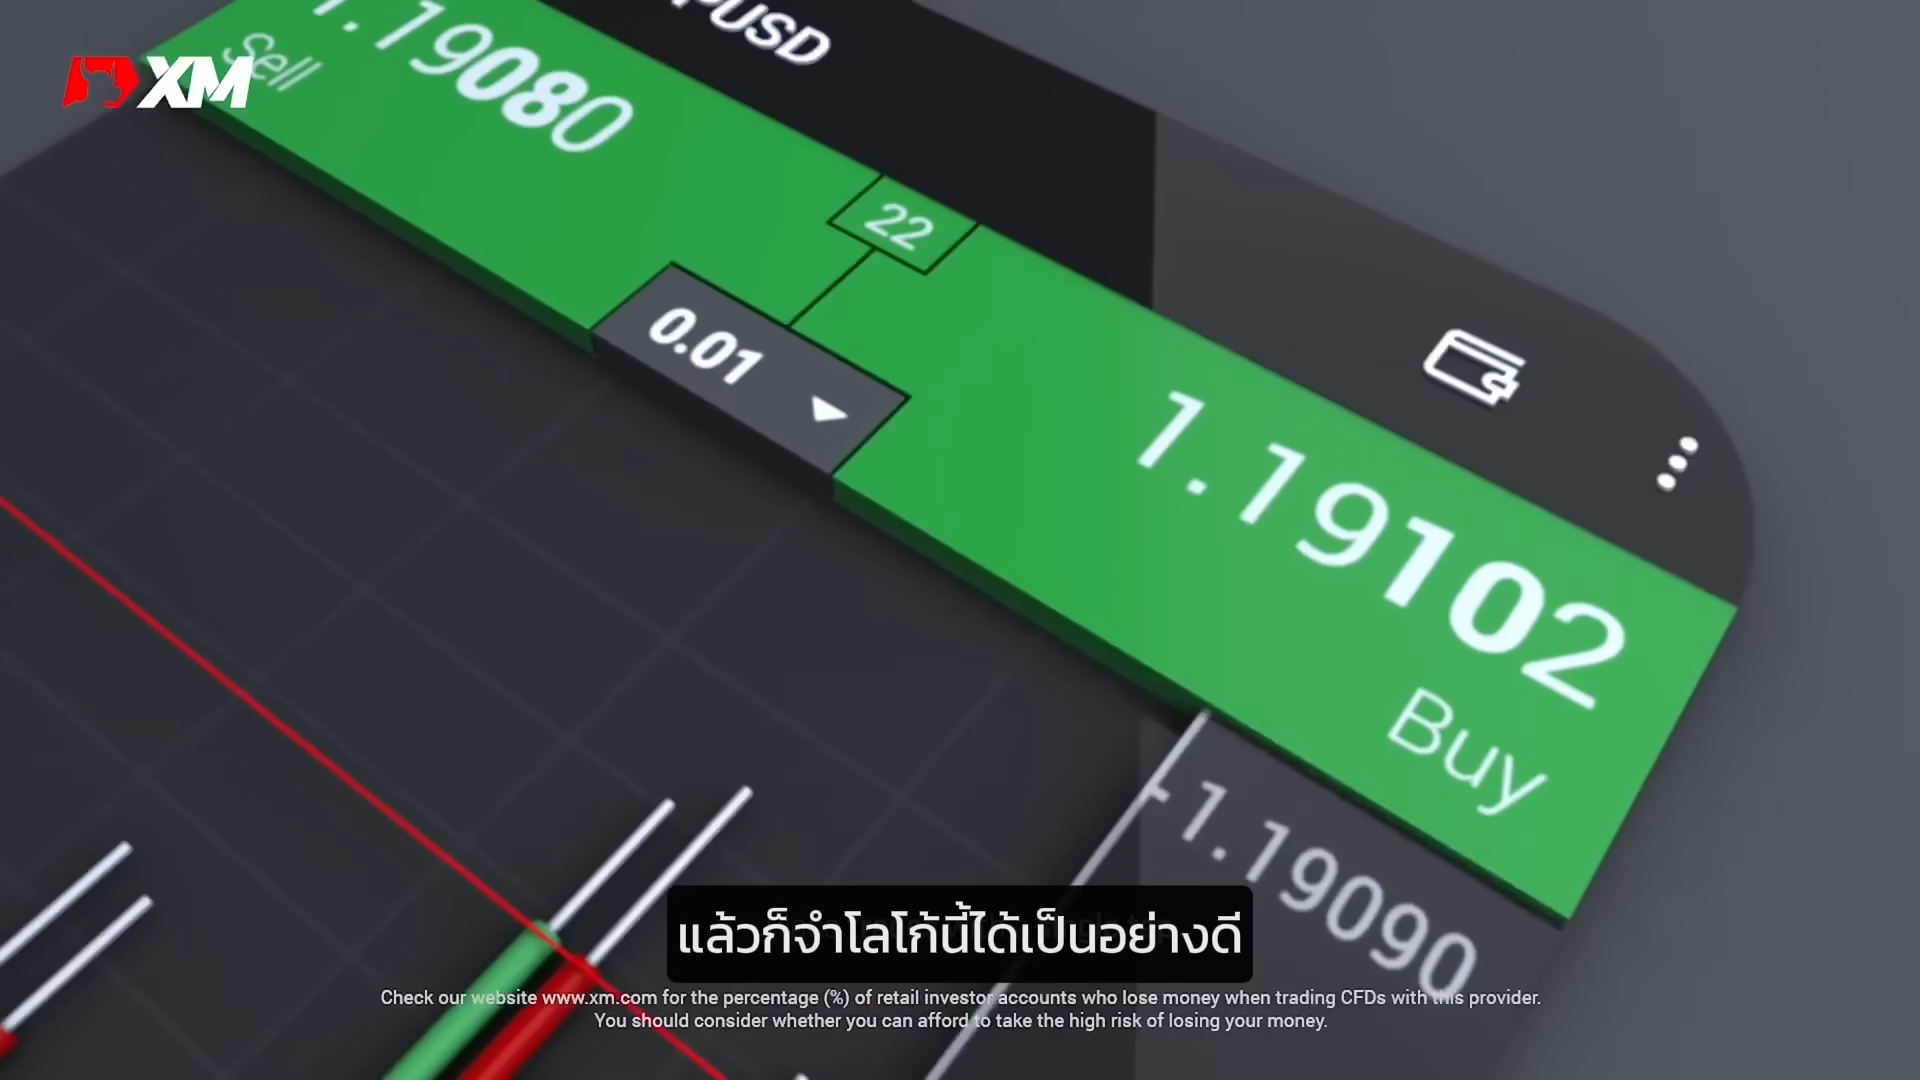 XM
Sell
1.19080
USD
22
0.01
1.19102
Buy
1.19090
แล้วก็จำโลโก้นี้ได้เป็นอย่างดี
Check our website www.xm.com for the percentage (%) of retail investor accounts who lose money when trading CFDs with this provider.
You should consider whether you can afford to take the high risk of losing your money.